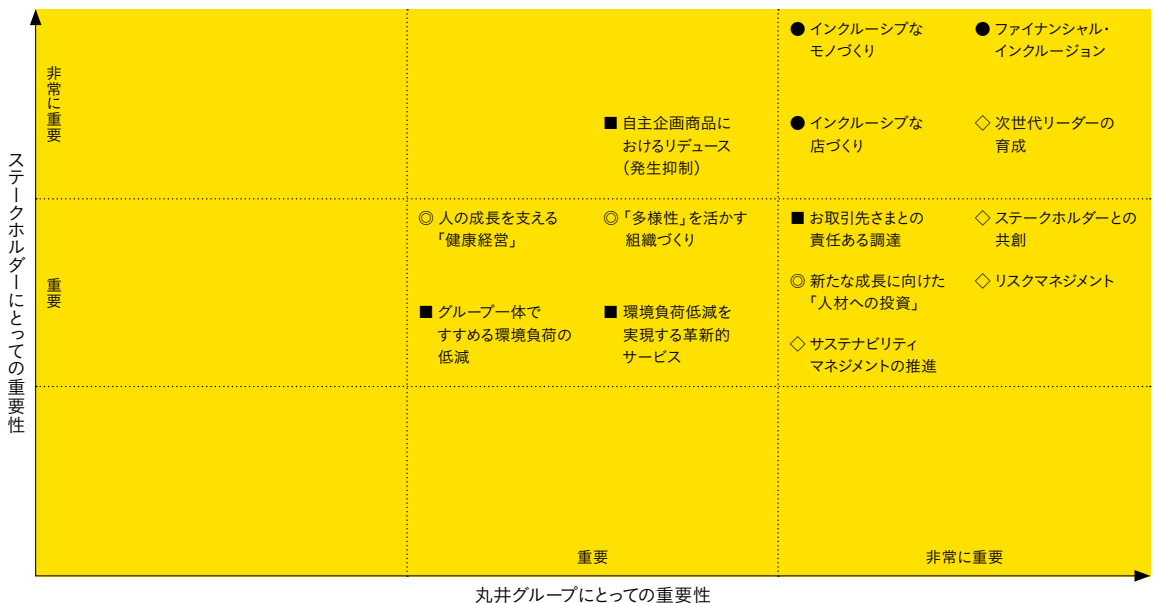 ステークホルダーにとっての重要性
非常に重要
重要
● インクルーシブな
モノづくり
● ファイナンシャル・
インクルージョン
■ 自主企画商品に
おけるリデュース
（発生抑制）
● インクルーシブな
店づくり
◇ 次世代リーダーの
育成
◎ 人の成長を支える
「健康経営」
◎ 「多様性」を活かす
組織づくり
■ お取引先さまとの
責任ある調達
◇ ステークホルダーとの
共創
◎ 新たな成長に向けた
「人材への投資」
◇ リスクマネジメント
■ グループ一体で
すすめる環境負荷の
低減
■ 環境負荷低減を
実現する革新的
サービス
◇ サステナビリティ
マネジメントの推進
重要
非常に重要
丸井グループにとっての重要性